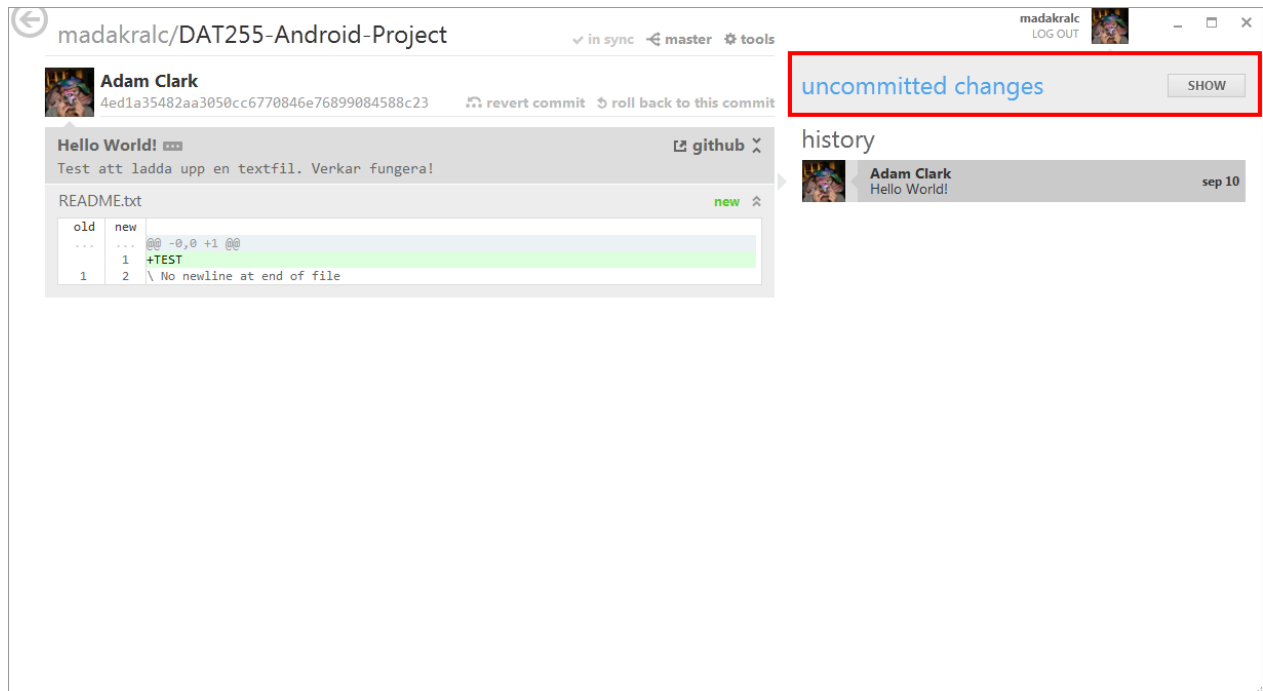 madakralc/DAT255-Android-Project
in sync master tools
madakralc
LOG OUT
Adam Clark
4ed1a35482aa3050cc6770846e76899084588c23
revert commit roll back to this commit
Hello World!
github
Test att ladda upp en textfil. Verkar fungera!
README.txt
new
old new
... ... @@ -0,0 +1 @@
1 +TEST
1 2 \ No newline at end of file
uncommitted changes
SHOW
history
Adam Clark
Hello World!
sep 10